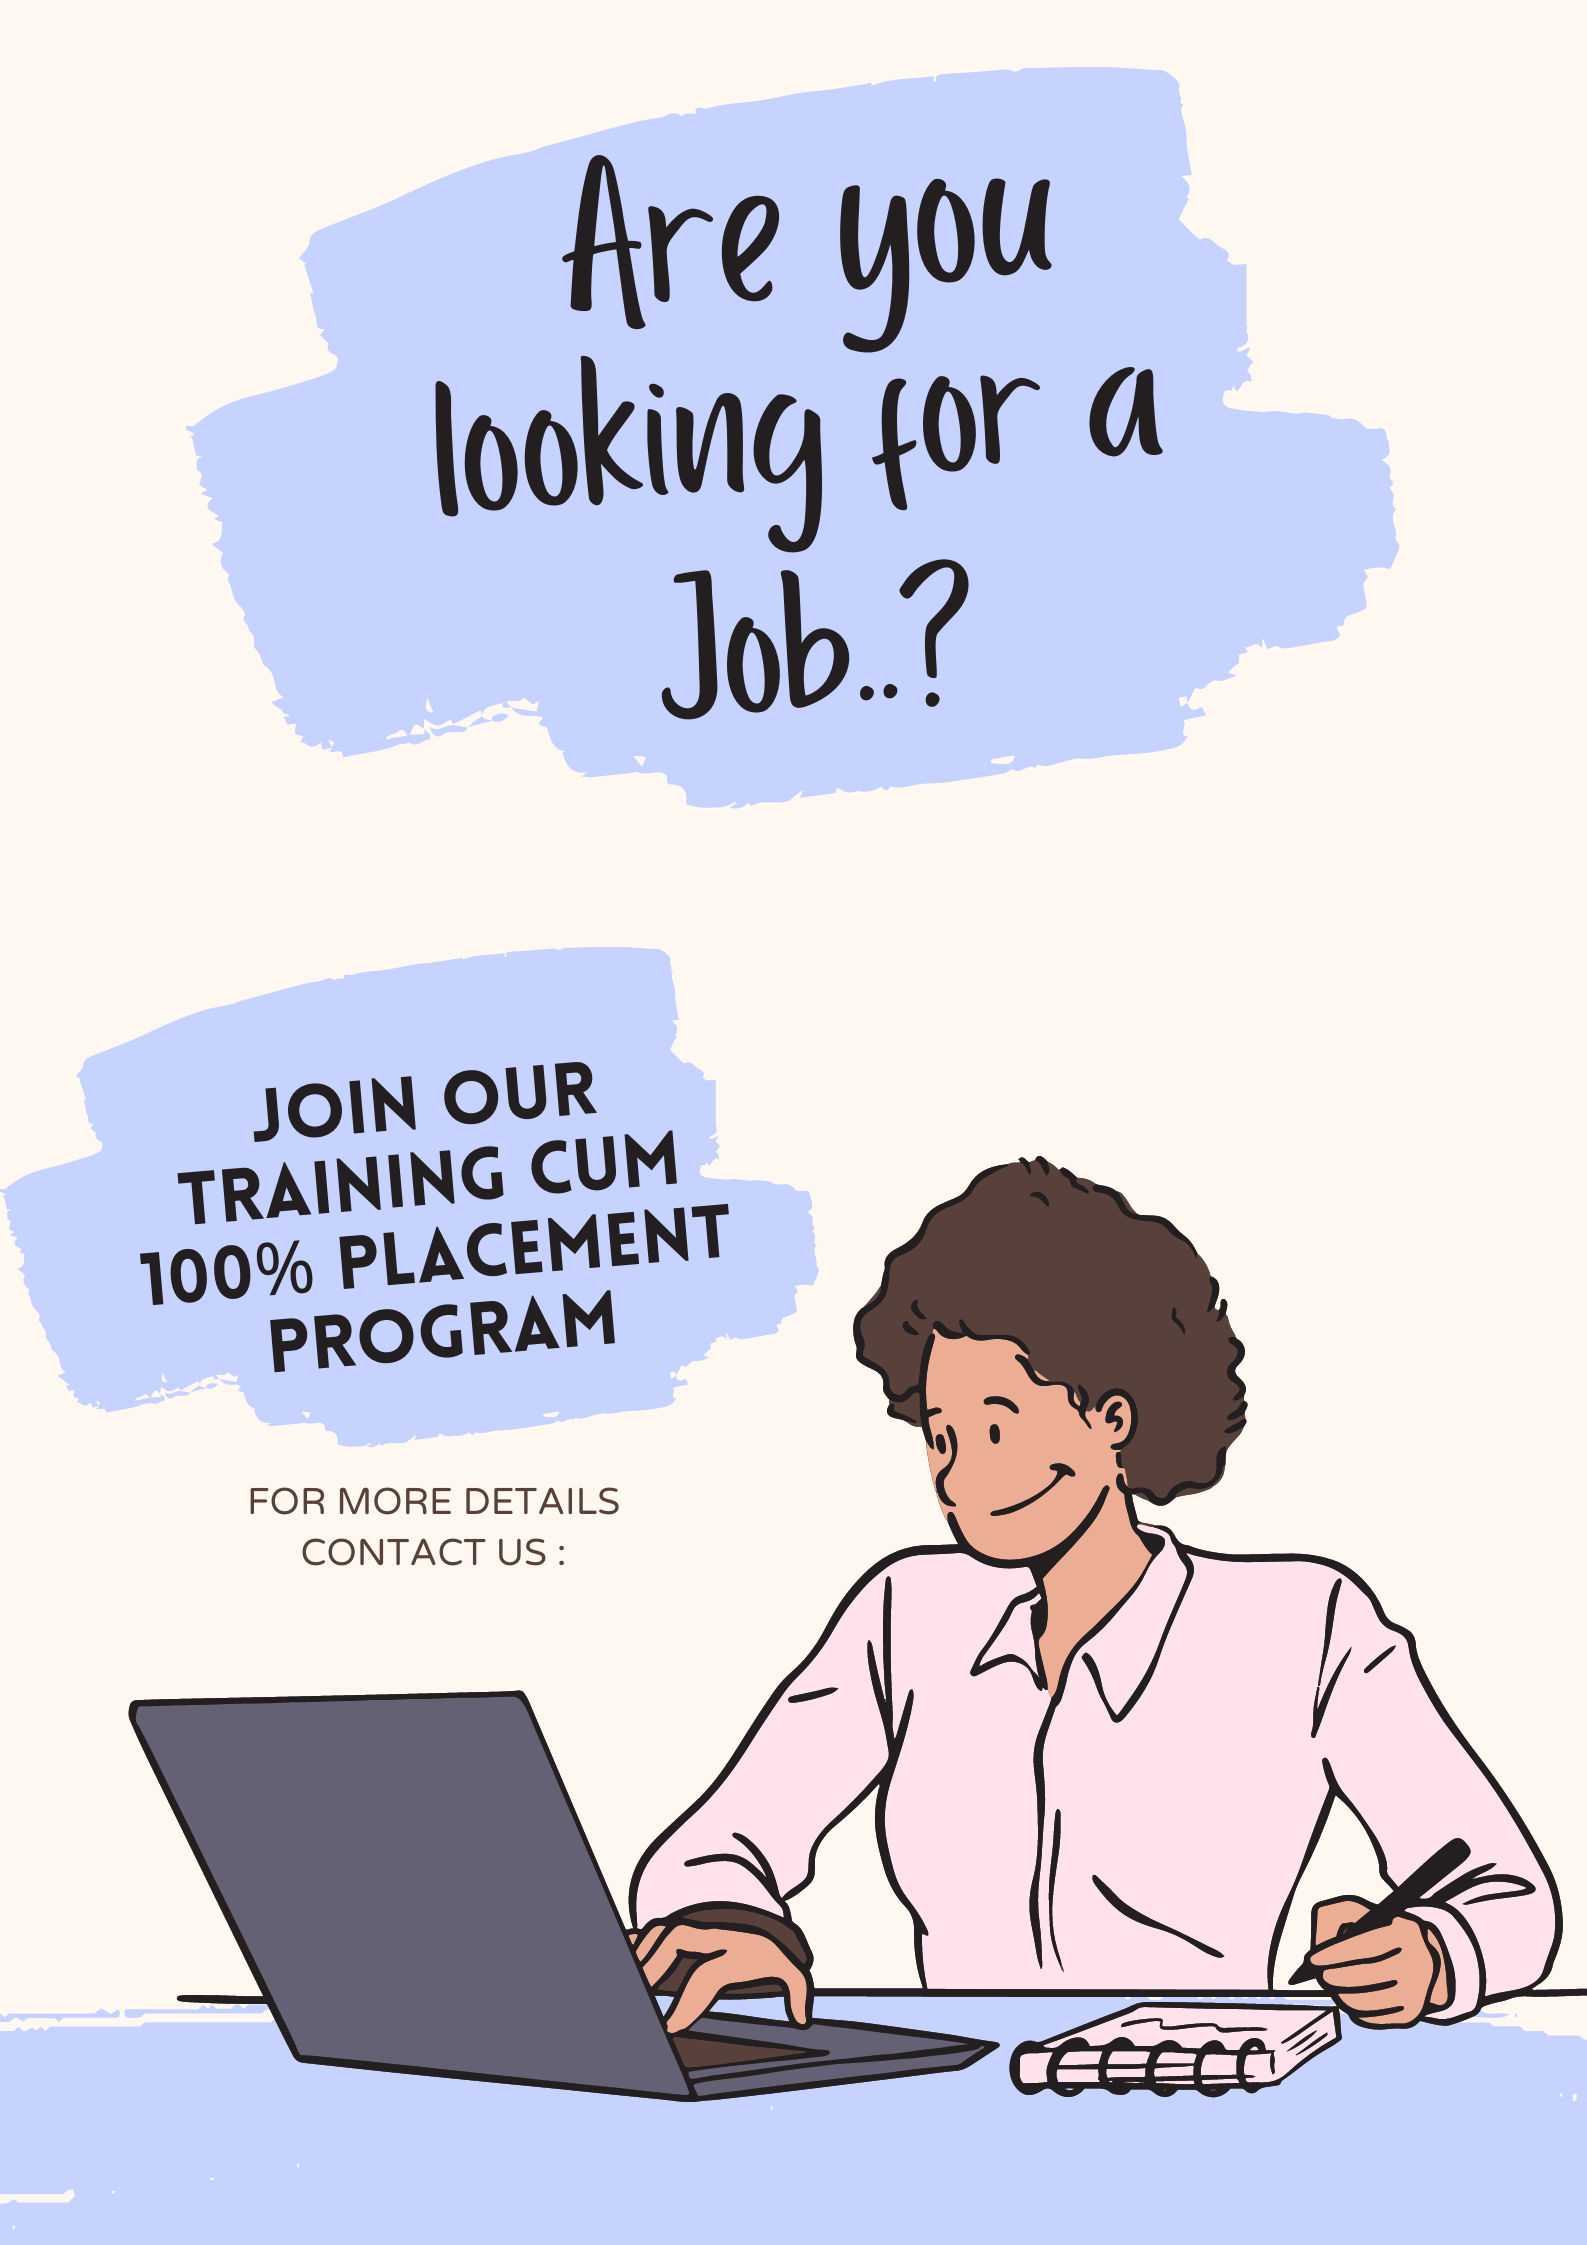 Are you
looking for a
Job..?
JOIN OUR
TRAINING CUM
100% PLACEMENT
PROGRAM
FOR MORE DETAILS
CONTACT US :